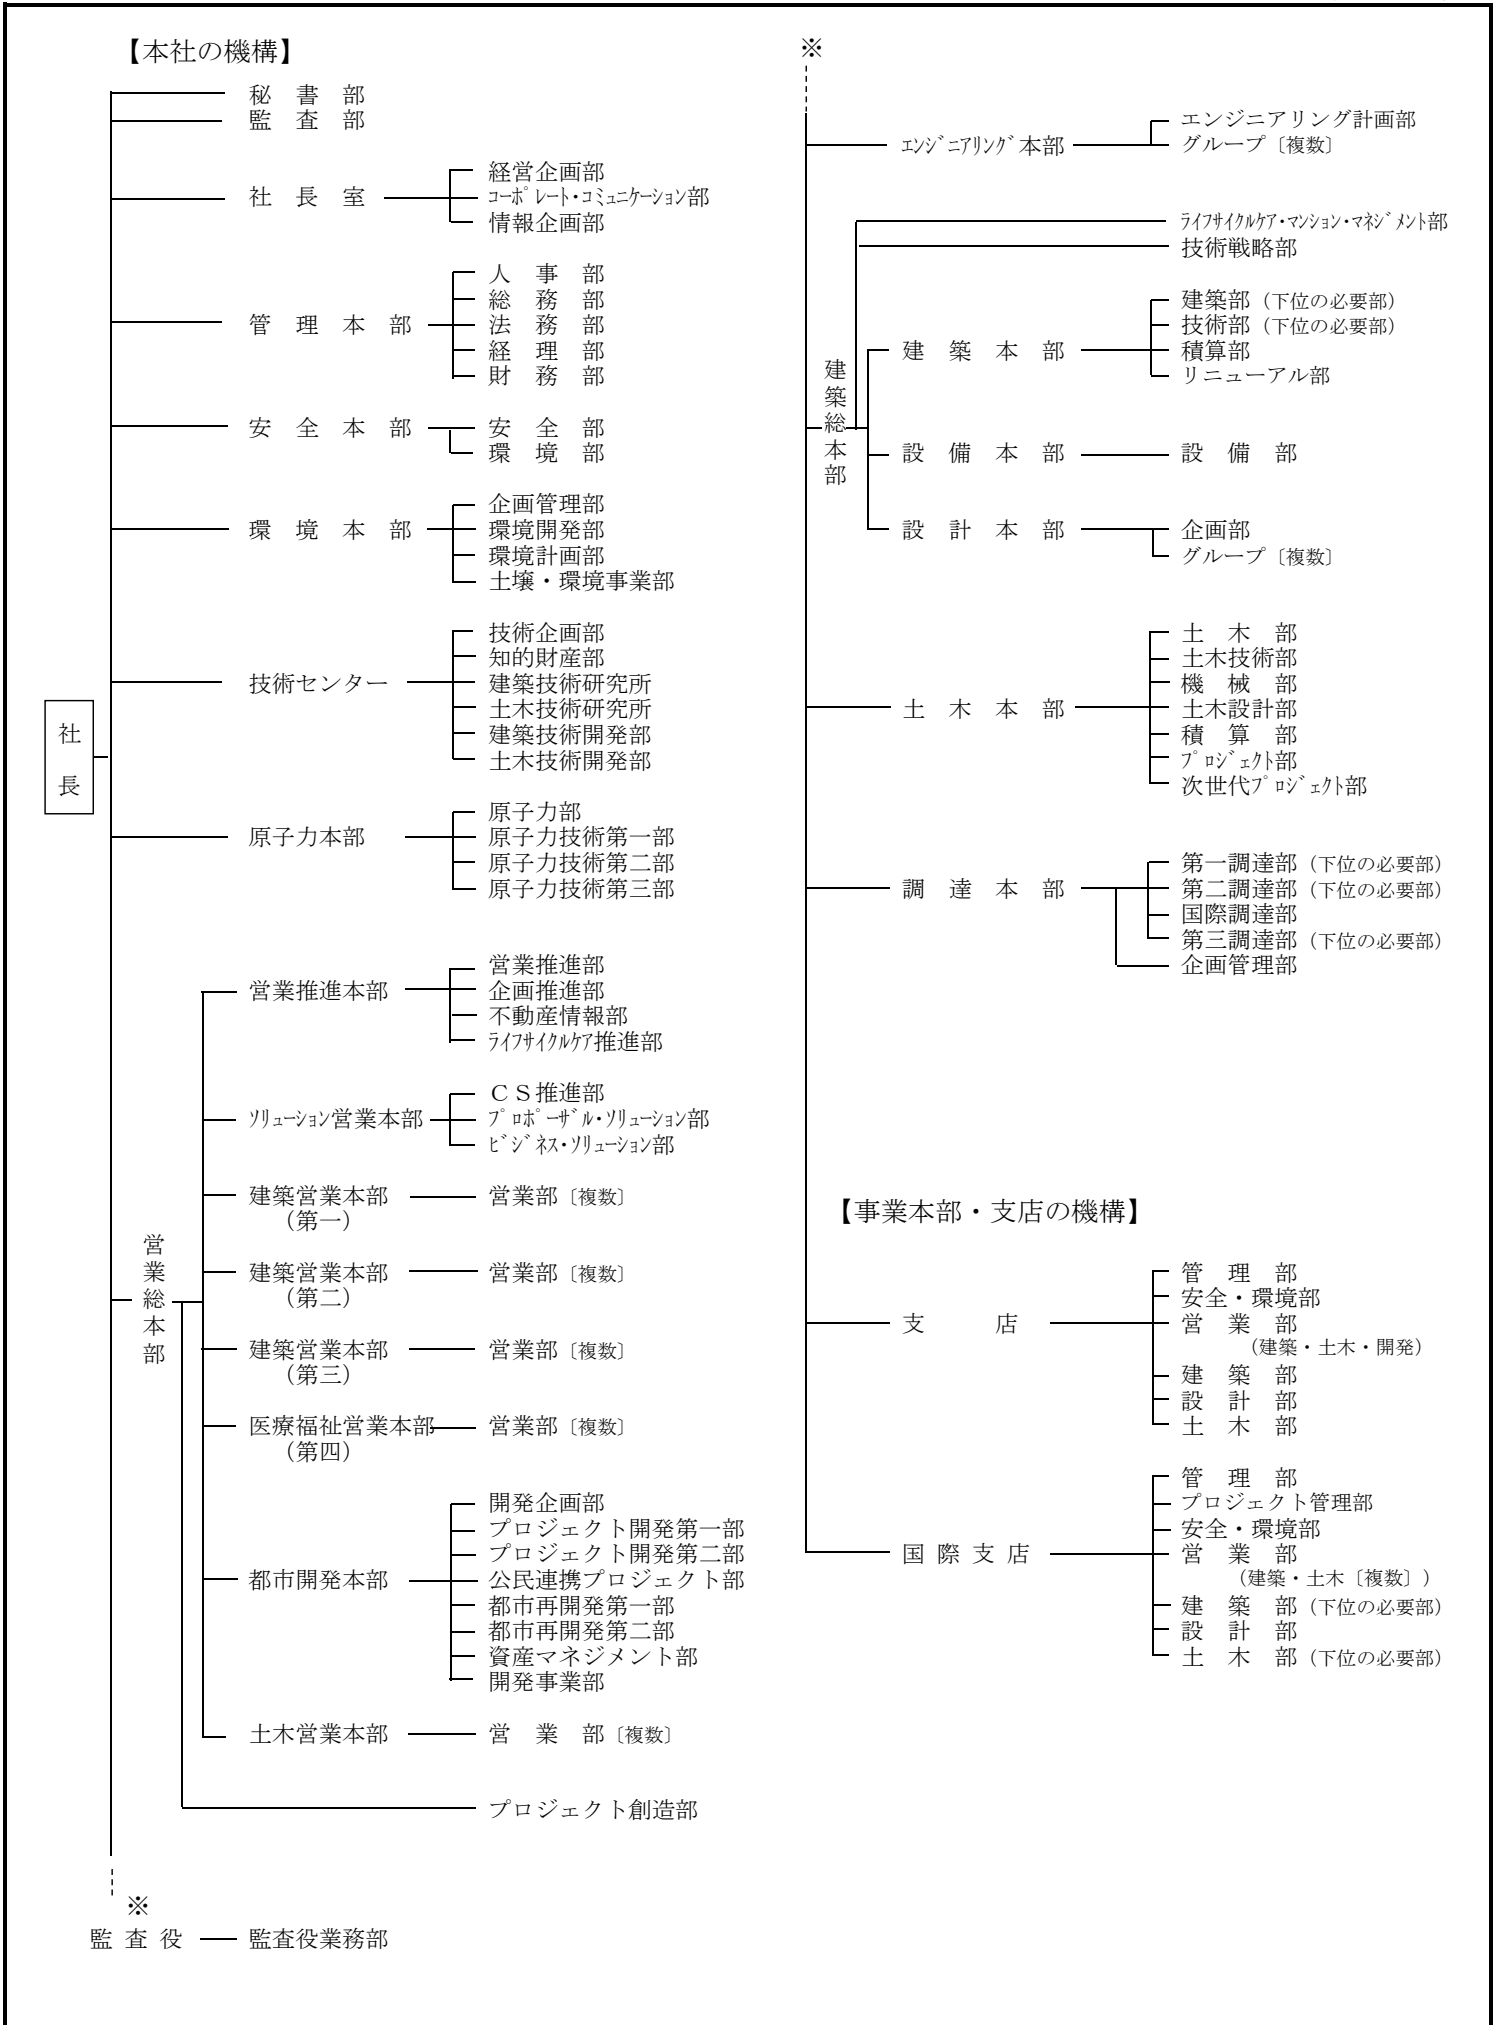 【本社の機構】
秘　書　部
監　査　部
社　長　室
経営企画部
ｺｰﾎﾟﾚｰﾄ・ｺﾐｭﾆｹｰｼｮﾝ部
情報企画部
管　理　本　部
人　事　部
総　務　部
法　務　部
経　理　部
財　務　部
安　全　本　部
安　全　部
環　境　部
環　境　本　部
企画管理部
環境開発部
環境計画部
土壌・環境事業部
技術センター
技術企画部
知的財産部
建築技術研究所
土木技術研究所
建築技術開発部
土木技術開発部
社長
原子力本部
原子力部
原子力技術第一部
原子力技術第二部
原子力技術第三部
営業総本部
営業推進本部
営業推進部
企画推進部
不動産情報部
ﾗｲﾌｻｲｸﾙｹｱ推進部
ｿﾘｭｰｼｮﾝ営業本部
ＣＳ推進部
ﾌﾟﾛﾎﾟｰｻﾞﾙ・ｿﾘｭｰｼｮﾝ部
ﾋﾞｼﾞﾈｽ・ｿﾘｭｰｼｮﾝ部
建築営業本部
（第一）
営業部〔複数〕
建築営業本部
（第二）
営業部〔複数〕
建築営業本部
（第三）
営業部〔複数〕
医療福祉営業本部
（第四）
営業部〔複数〕
都市開発本部
開発企画部
プロジェクト開発第一部
プロジェクト開発第二部
公民連携プロジェクト部
都市再開発第一部
都市再開発第二部
資産マネジメント部
開発事業部
土木営業本部
営　業　部〔複数〕
プロジェクト創造部
※
監 査 役
監査役業務部
※
ｴﾝｼﾞﾆｱﾘﾝｸﾞ本部
エンジニアリング計画部
グループ〔複数〕
建築総本部
ﾗｲﾌｻｲｸﾙｹｱ・ﾏﾝｼｮﾝ・ﾏﾈｼﾞﾒﾝﾄ部
技術戦略部
建　築　本　部
建築部（下位の必要部）
技術部（下位の必要部）
積算部
リニューアル部
設　備　本　部
設　備　部
設　計　本　部
企画部
グループ〔複数〕
土　木　本　部
土　木　部
土木技術部
機　械　部
土木設計部
積　算　部
ﾌﾟﾛｼﾞｪｸﾄ部
次世代ﾌﾟﾛｼﾞｪｸﾄ部
調　達　本　部
第一調達部（下位の必要部）
第二調達部（下位の必要部）
国際調達部
第三調達部（下位の必要部）
企画管理部
【事業本部・支店の機構】
支　　　店
管　理　部
安全・環境部
営　業　部
（建築・土木・開発）
建　築　部
設　計　部
土　木　部
国 際 支 店
管　理　部
プロジェクト管理部
安全・環境部
営　業　部
（建築・土木〔複数〕）
建　築　部（下位の必要部）
設　計　部
土　木　部（下位の必要部）